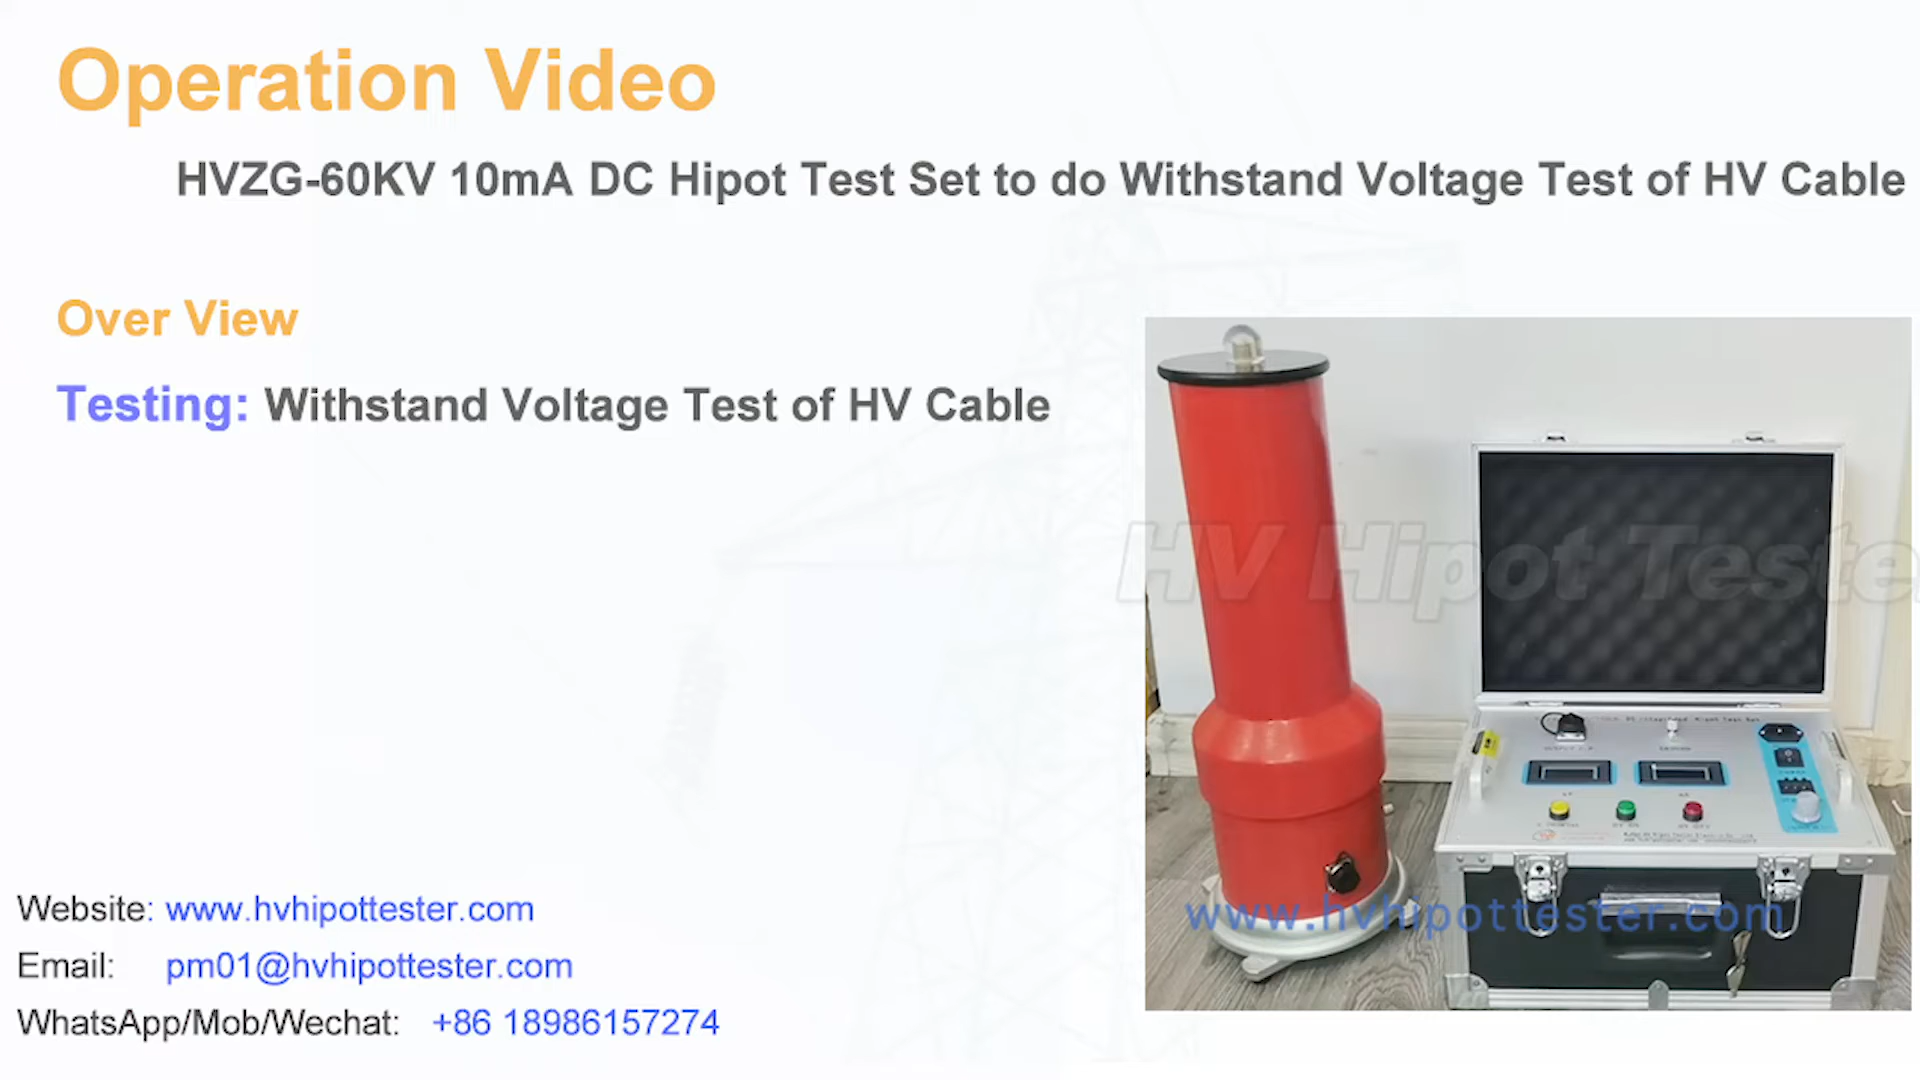 Operation Video
HVZG-60KV 10mA DC Hipot Test Set to do Withstand Voltage Test of HV Cable
Over View
Testing: Withstand Voltage Test of HV Cable
HV Hipot Teste
www.hvhipottester.com
Website: www.hvhipottester.com
Email: pm01@hvhipottester.com
WhatsApp/Mob/Wechat: +86 18986157274